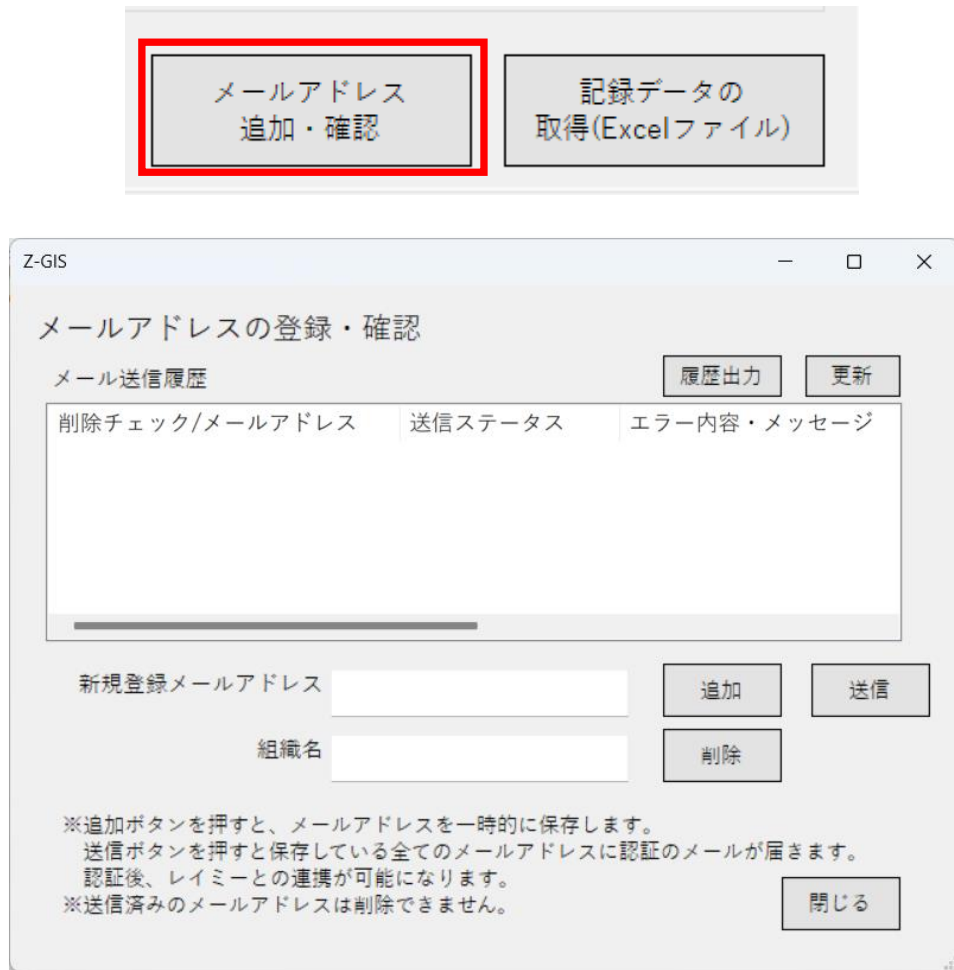 メールアドレス
追加・確認
記録データの
取得(Excelファイル)
Z-GIS
メールアドレスの登録・確認
メール送信履歴
履歴出力
更新
削除チェック/メールアドレス
送信ステータス
エラー内容・メッセージ
新規登録メールアドレス
追加
送信
組織名
削除
※追加ボタンを押すと、メールアドレスを一時的に保存します。
送信ボタンを押すと保存している全てのメールアドレスに認証のメールが届きます。
認証後、レイミーとの連携が可能になります。
※送信済みのメールアドレスは削除できません。
閉じる